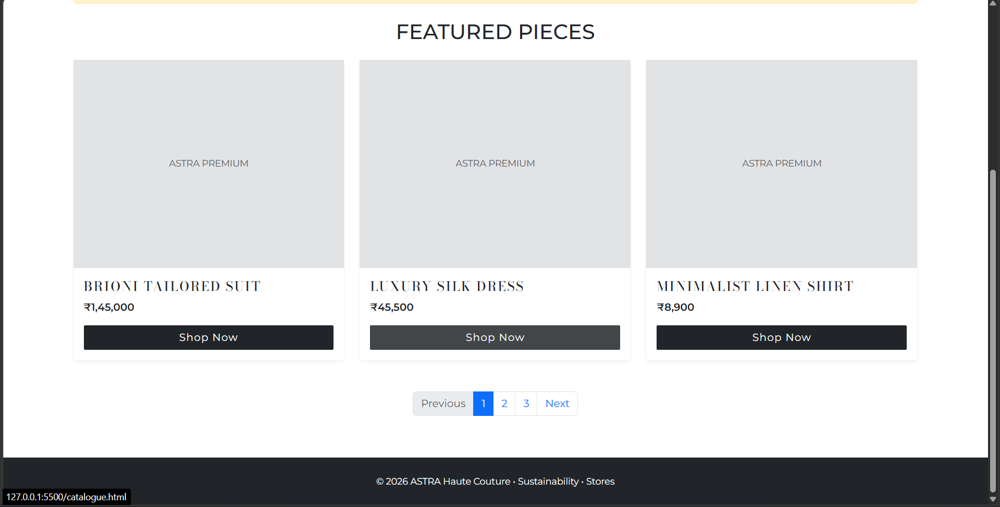 FEATURED PIECES
ASTRA PREMIUM
ASTRA PREMIUM
ASTRA PREMIUM
BRIONI TAILORED SUIT
₹1,45,000
Shop Now
LUXURY SILK DRESS
₹45,500
Shop Now
MINIMALIST LINEN SHIRT
₹8,900
Shop Now
Previous 1 2 3 Next
© 2026 ASTRA Haute Couture • Sustainability • Stores
127.0.0.1:5500/catalogue.html